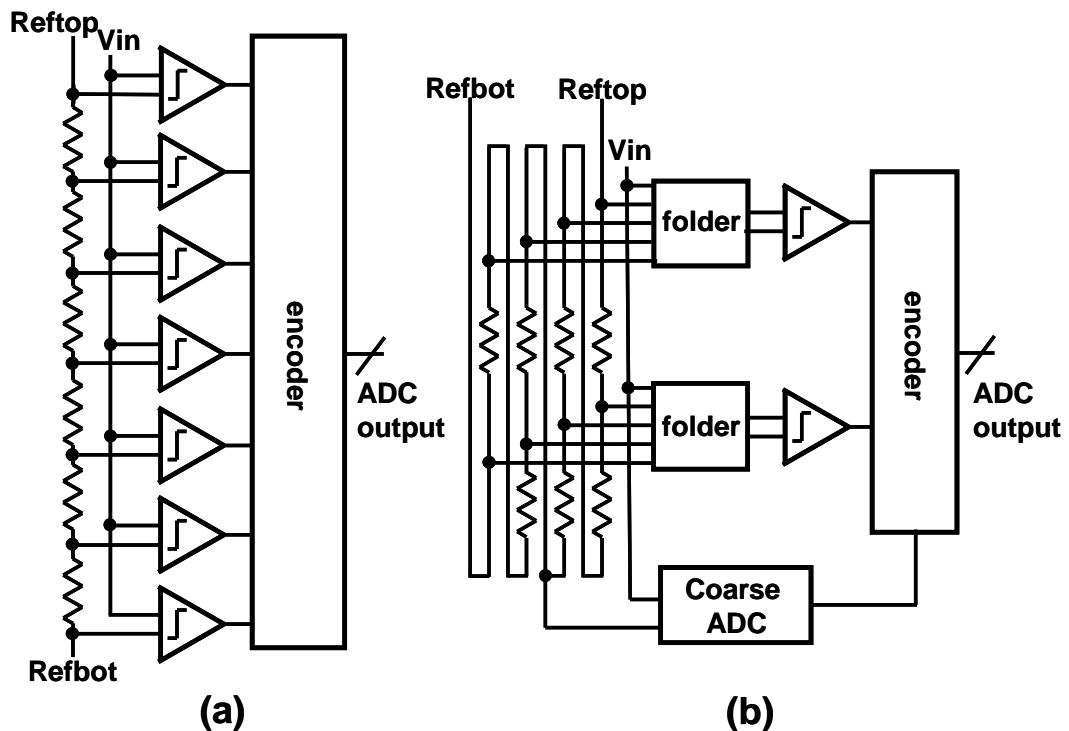 Reftop
Vin
encoder
ADC
output
Refbot
(a)
Refbot
Reftop
Vin
folder
folder
encoder
ADC
output
Coarse
ADC
(b)